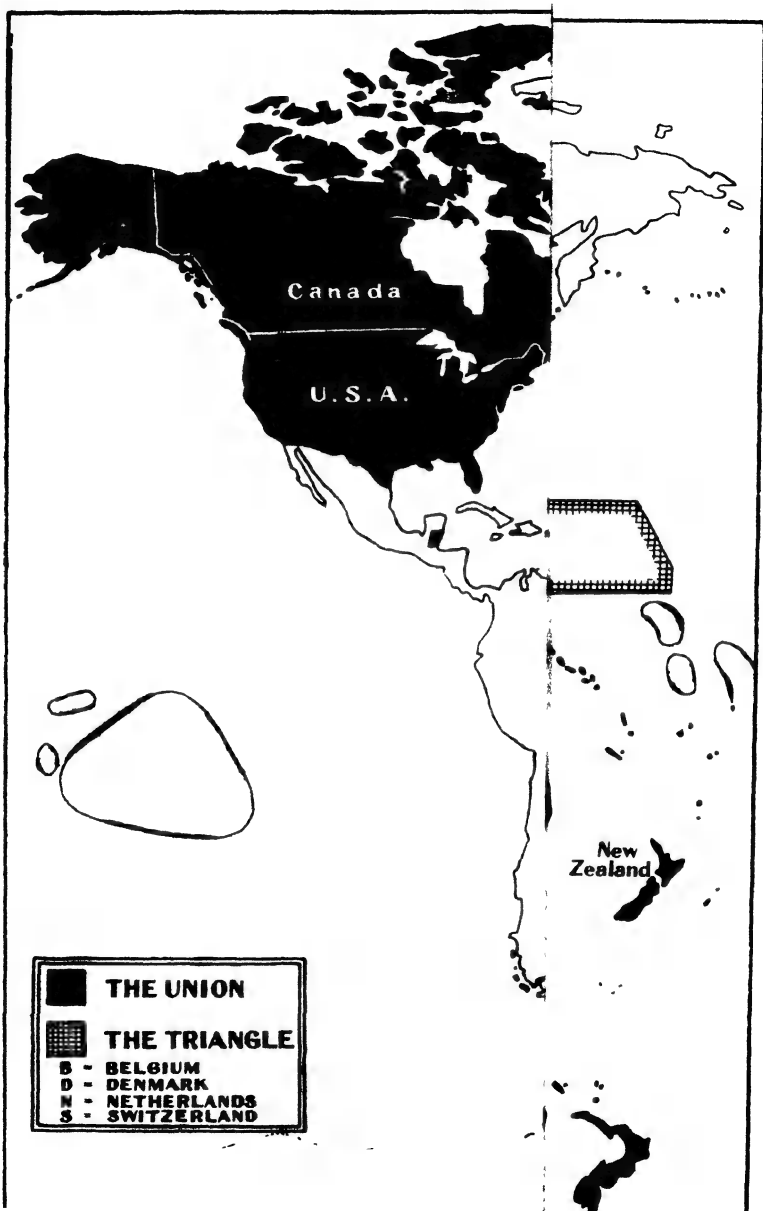 Canada
U.S.A.
New
Zealand
THE UNION
THE TRIANGLE
B - BELGIUM
D - DENMARK
N - NETHERLANDS
S - SWITZERLAND